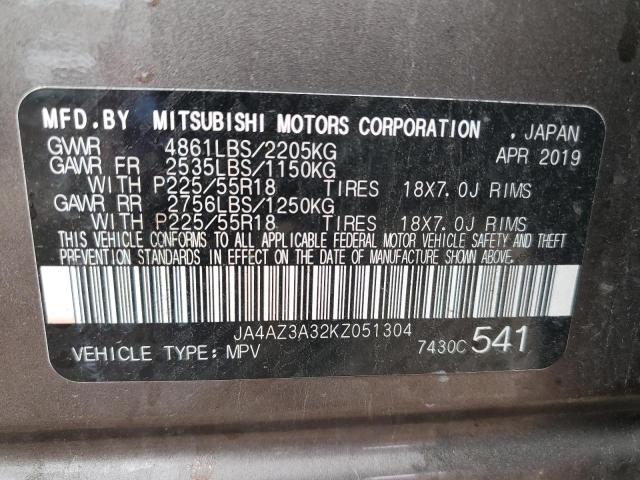 MFD.BY MITSUBISHI MOTORS CORPORATION , JAPAN
GVWR 4861LBS/2205KG APR 2019
GAWR FR 2535LBS/1150KG
WITH P225/55R18 TIRES 18X7.0J RIMS
GAWR RR 2756LBS/1250KG
WITH P225/55R18 TIRES 18X7.0J RIMS
THIS VEHICLE CONFORMS TO ALL APPLICABLE FEDERAL MOTOR VEHICLE SAFETY AND THEFT
PREVENTION STANDARDS IN EFFECT ON THE DATE OF MANUFACTURE SHOWN ABOVE.
JA4AZ3A32KZ051304
VEHICLE TYPE: MPV 7430C 541